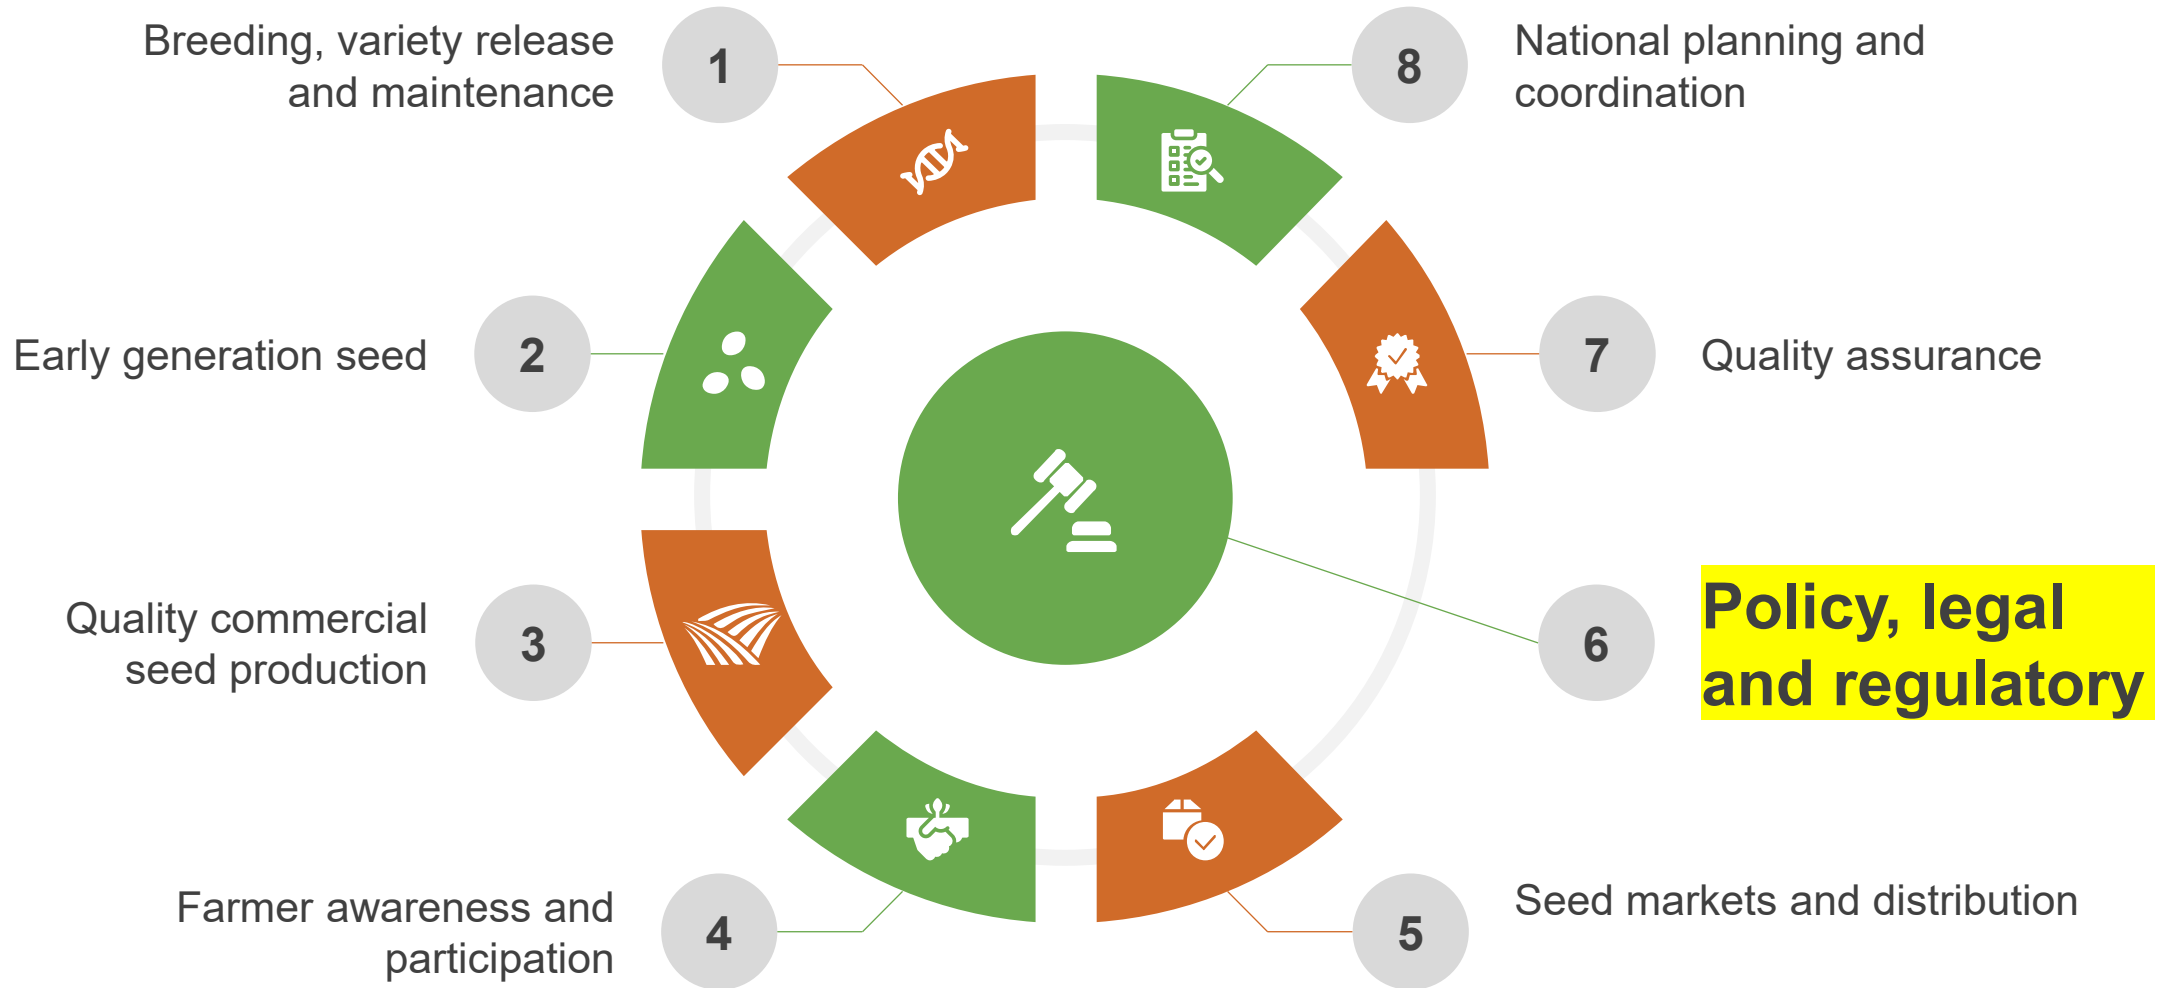 1
Breeding, variety release
and maintenance
2
Early generation seed
3
Quality commercial
seed production
4
Farmer awareness and
participation
5
Seed markets and distribution
6
Policy, legal
and regulatory
7
Quality assurance
8
National planning and
coordination